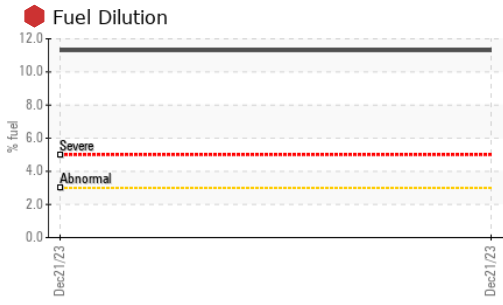 Fuel Dilution
12.0
10.0
8.0
6.0
4.0
2.0
0.0
% fuel
Severe
Abnormal
Dec21/23
Dec21/23